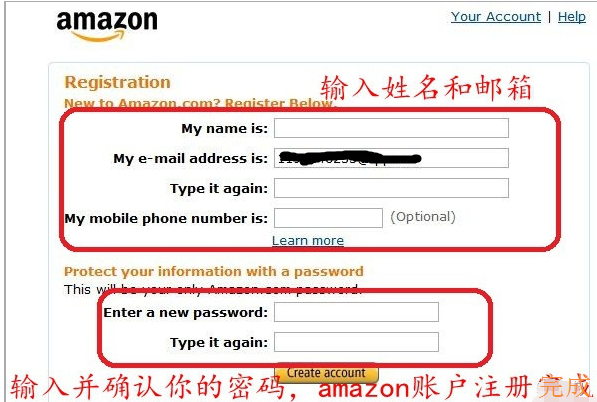 amazon
Your Account | Help
Registration
输入姓名和邮箱
New to Amazon.com? Register Below.
My name is:
My e-mail address is:
Type it again:
My mobile phone number is: (Optional)
Learn more
Protect your information with a password
This will be your only Amazon.com password.
Enter a new password:
Type it again:
Create account
输入并确认你的密码，amazon账户注册完成